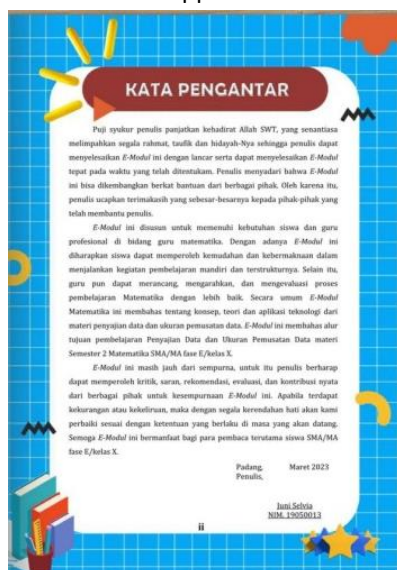 KATA PENGANTAR
Puji syukur penulis panjatkan kehadirat Allah SWT, yang senantiasa
melimpahkan segala rahmat, taufik dan hidayah-Nya sehingga penulis dapat
menyelesaikan E-Modul ini dengan lancar serta dapat menyelesaikan E-Modul
tepat pada waktu yang telah ditentukam. Penulis menyadari bahwa E-Modul
ini bisa dikembangkan berkat bantuan dari berbagai pihak. Oleh karena itu,
penulis ucapkan terimakasih yang sebesar-besarnya kepada pihak-pihak yang
telah membantu penulis.
E-Modul ini disusun untuk memenuhi kebutuhan siswa dan guru
profesional di bidang guru matematika. Dengan adanya E-Modul ini
diharapkan siswa dapat memperoleh kemudahan dan kebermaknaan dalam
menjalankan kegiatan pembelajaran mandiri dan terstrukturnya. Selain itu,
guru pun dapat merancang, mengarahkan, dan mengevaluasi proses
pembelajaran Matematika dengan lebih baik. Secara umum E-Modul
Matematika ini membahas tentang konsep, teori dan aplikasi teknologi dari
materi penyajian data dan ukuran pemusatan data. E-Modul ini membahas alur
tujuan pembelajaran Penyajian Data dan Ukuran Pemusatan Data materi
Semester 2 Matematika SMA/MA fase E/kelas X.
E-Modul ini masih jauh dari sempurna, untuk itu penulis berharap
dapat memperoleh kritik, saran, rekomendasi, evaluasi, dan kontribusi nyata
dari berbagai pihak untuk kesempurnaan E-Modul ini. Apabila terdapat
kekurangan atau kekeliruan, maka dengan segala kerendahan hati akan kami
perbaiki sesuai dengan ketentuan yang berlaku di masa yang akan datang.
Semoga E-Modul ini bermanfaat bagi para pembaca terutama siswa SMA/MA
fase E/kelas X.
Padang, Maret 2023
Penulis,
Juni Selvia
NIM. 19050013
ii